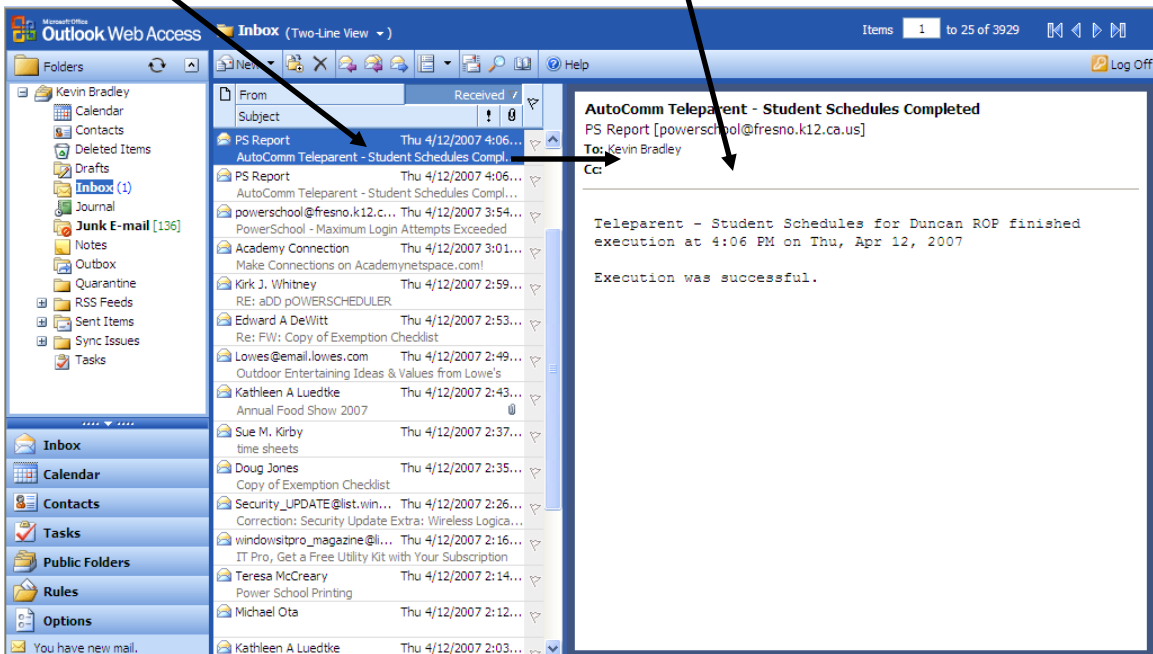 Microsoft Office
Outlook Web Access
Inbox (Two-Line View ▾)
Items 1 to 25 of 3929
Folders
New
Help
Log Off
Kevin Bradley
Calendar
Contacts
Deleted Items
Drafts
Inbox (1)
Journal
Junk E-mail [136]
Notes
Outbox
Quarantine
RSS Feeds
Sent Items
Sync Issues
Tasks
Inbox
Calendar
Contacts
Tasks
Public Folders
Rules
Options
You have new mail.
From Received
Subject
PS Report Thu 4/12/2007 4:06...
AutoComm Teleparent - Student Schedules Compl...
PS Report Thu 4/12/2007 4:06...
AutoComm Teleparent - Student Schedules Compl...
powerschool@fresno.k12.c... Thu 4/12/2007 3:54...
PowerSchool - Maximum Login Attempts Exceeded
Academy Connection Thu 4/12/2007 3:01...
Make Connections on Academynetspace.com!
Kirk J. Whitney Thu 4/12/2007 2:59...
RE: aDD pOWERSCHEDULER
Edward A DeWitt Thu 4/12/2007 2:53...
Re: FW: Copy of Exemption Checklist
Lowes@email.lowes.com Thu 4/12/2007 2:49...
Outdoor Entertaining Ideas & Values from Lowe's
Kathleen A Luedtke Thu 4/12/2007 2:43...
Annual Food Show 2007
Sue M. Kirby Thu 4/12/2007 2:37...
time sheets
Doug Jones Thu 4/12/2007 2:35...
Copy of Exemption Checklist
Security_UPDATE@list.win... Thu 4/12/2007 2:26...
Correction: Security Update Extra: Wireless Logica...
windowsitpro_magazine@li... Thu 4/12/2007 2:16...
IT Pro, Get a Free Utility Kit with Your Subscription
Teresa McCreary Thu 4/12/2007 2:14...
Power School Printing
Michael Ota Thu 4/12/2007 2:12...
Kathleen A Luedtke Thu 4/12/2007 2:03...
AutoComm Teleparent - Student Schedules Completed
PS Report [powerschool@fresno.k12.ca.us]
To: Kevin Bradley
Cc:
Teleparent - Student Schedules for Duncan ROP finished
execution at 4:06 PM on Thu, Apr 12, 2007
Execution was successful.